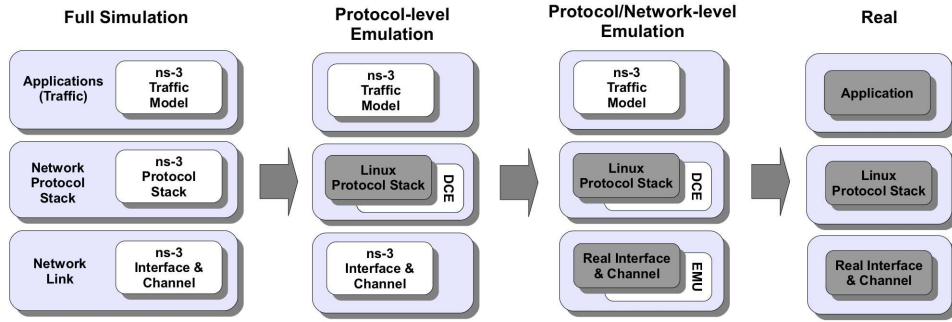 Full Simulation
Protocol-level
Emulation
Protocol/Network-level
Emulation
Real
Applications
(Traffic)
ns-3
Traffic
Model
ns-3
Traffic
Model
ns-3
Traffic
Model
Application
Network
Protocol
Stack
ns-3
Protocol
Stack
Linux
Protocol Stack
DCE
Linux
Protocol Stack
DCE
Linux
Protocol Stack
Network
Link
ns-3
Interface &
Channel
ns-3
Interface &
Channel
Real Interface
& Channel
EMU
Real Interface
& Channel